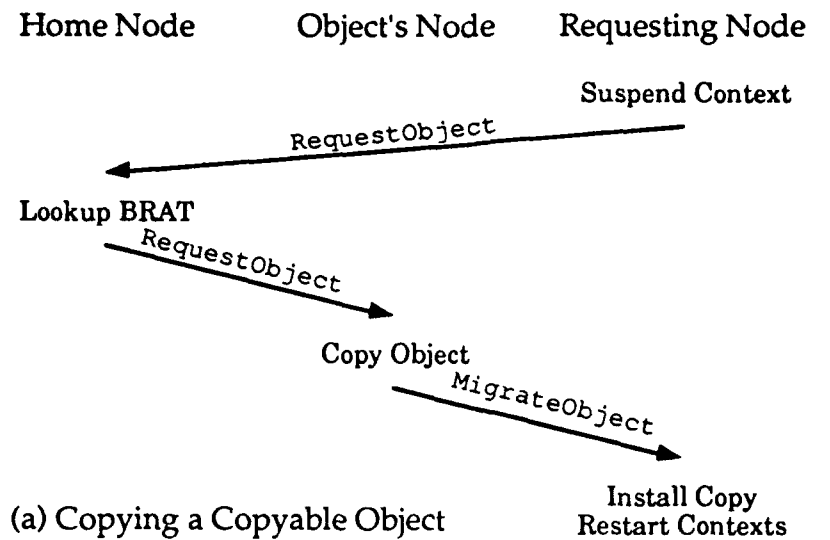 Home Node Object's Node Requesting Node
Suspend Context
RequestObject
Lookup BRAT
RequestObject
Copy Object
MigrateObject
Install Copy
(a) Copying a Copyable Object
Restart Contexts